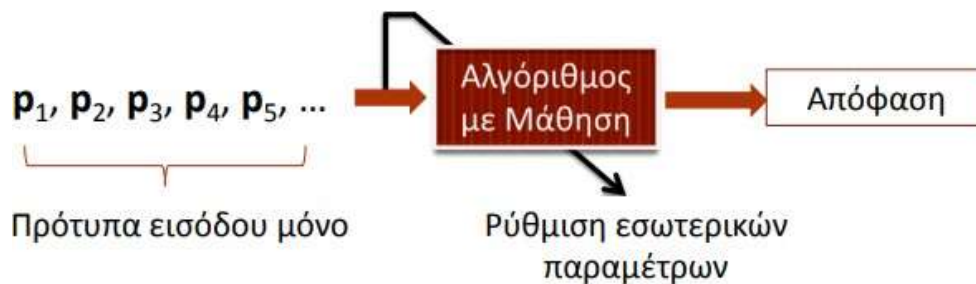 p₁, p₂, p₃, p₄, p₅, ...
Αλγόριθμος
με Μάθηση
Απόφαση
Πρότυπα εισόδου μόνο
Ρύθμιση εσωτερικών
παραμέτρων